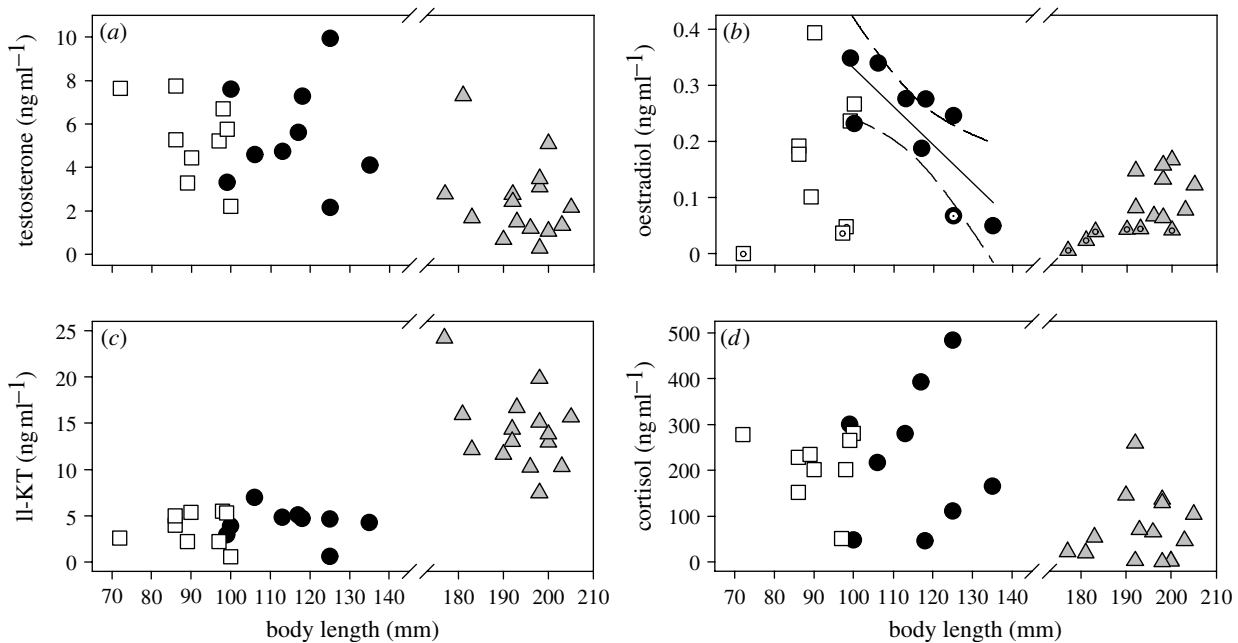 (a)
testosterone (ng ml−1)
10
8
6
4
2
0
(b)
oestradiol (ng ml−1)
0.4
0.3
0.2
0.1
0
(c)
ll-KT (ng ml−1)
25
20
15
10
5
0
70 80 90 100 110 120 130 140 180 190 200 210
body length (mm)
(d)
cortisol (ng ml−1)
500
400
300
200
100
0
70 80 90 100 110 120 130 140 180 190 200 210
body length (mm)